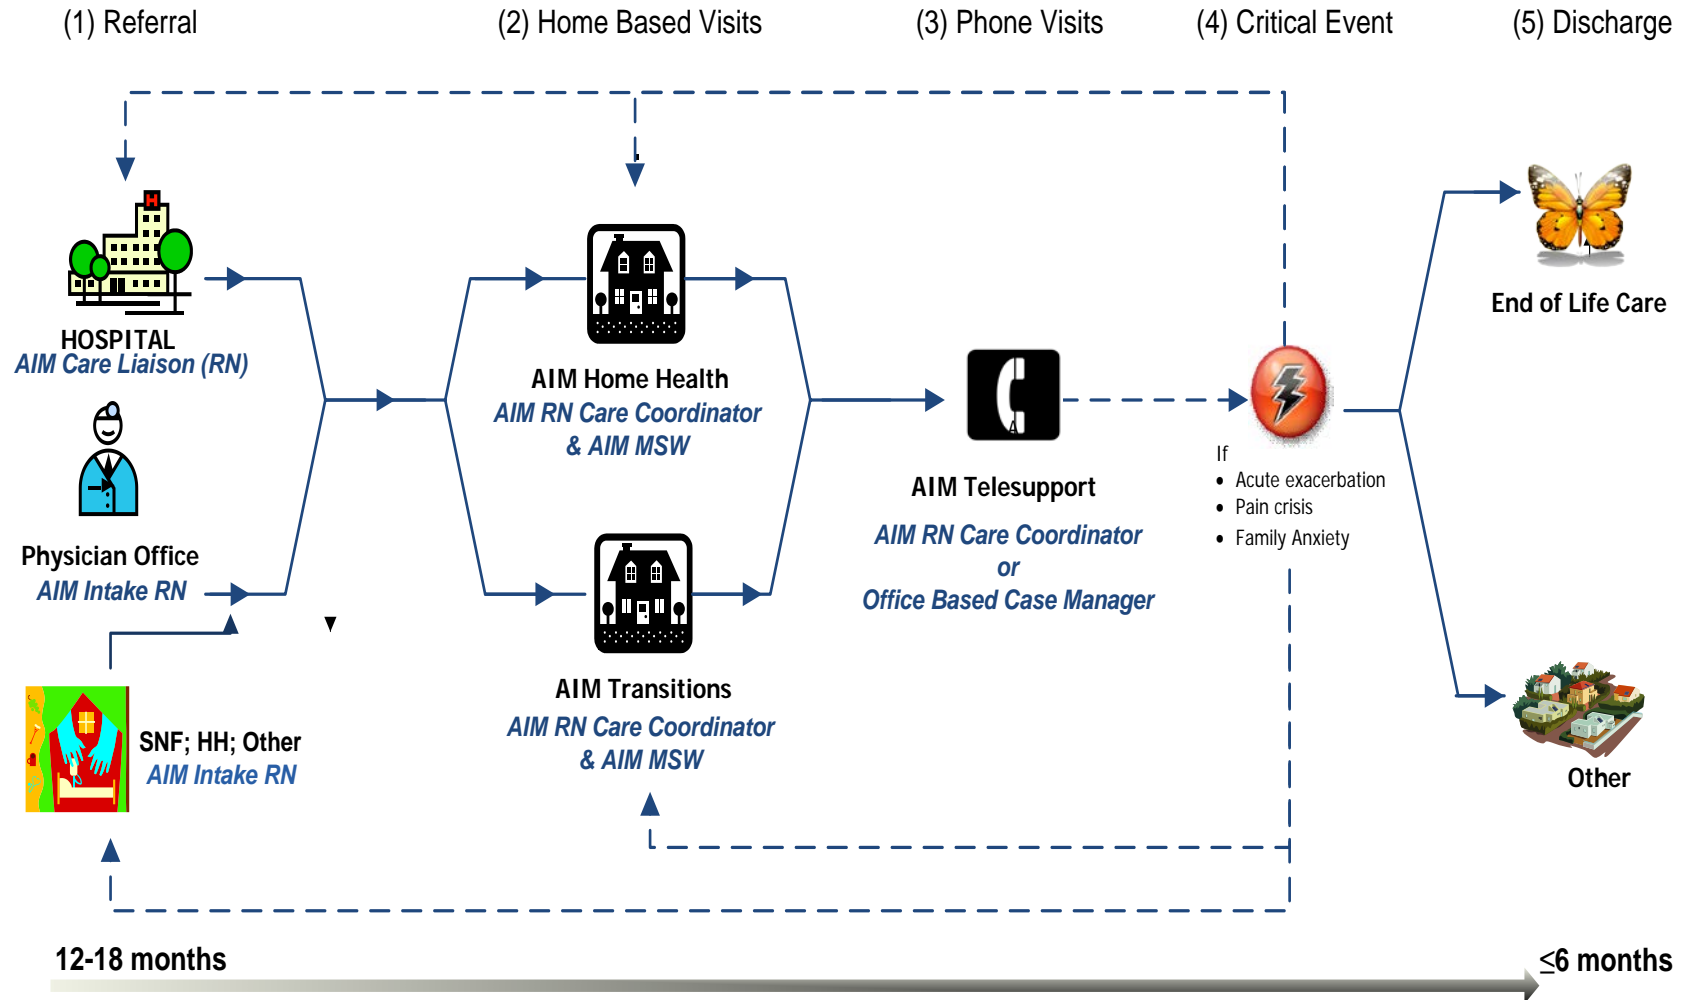 (1) Referral
(2) Home Based Visits
(3) Phone Visits
(4) Critical Event
(5) Discharge
H
HOSPITAL
AIM Care Liaison (RN)
Physician Office
AIM Intake RN
SNF; HH; Other
AIM Intake RN
AIM Home Health
AIM RN Care Coordinator
& AIM MSW
AIM Transitions
AIM RN Care Coordinator
& AIM MSW
A
AIM Telesupport
AIM RN Care Coordinator
or
Office Based Case Manager
If
• Acute exacerbation
• Pain crisis
• Family Anxiety
End of Life Care
Other
12-18 months
≤6 months